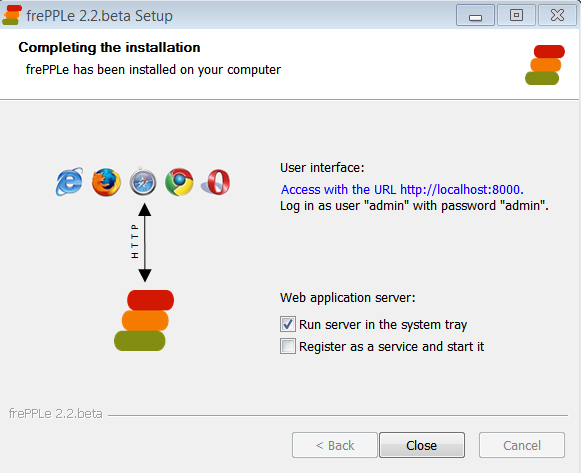 frePPLe 2.2.beta Setup
Completing the installation
frePPLe has been installed on your computer
User interface:
Access with the URL http://localhost:8000.
Log in as user "admin" with password "admin".
HTTP
Web application server:
Run server in the system tray
Register as a service and start it
frePPLe 2.2.beta
< Back
Close
Cancel